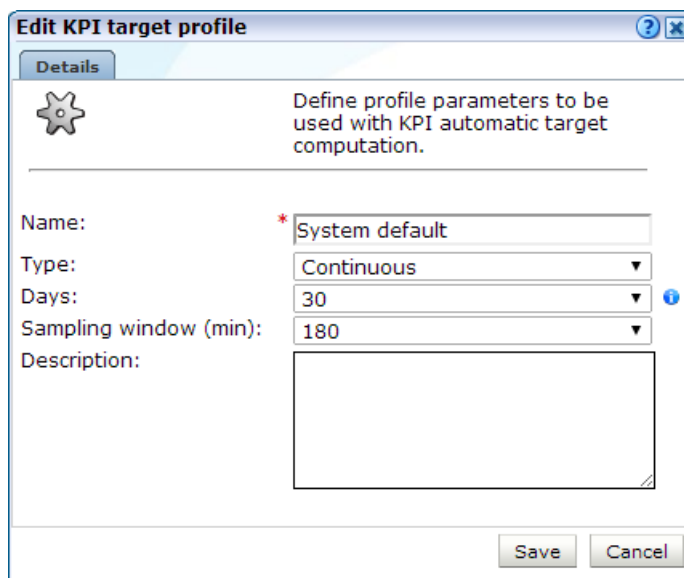 Edit KPI target profile
Details
Define profile parameters to be
used with KPI automatic target
computation.
Name: * System default
Type: Continuous
Days: 30
Sampling window (min): 180
Description:
Save Cancel